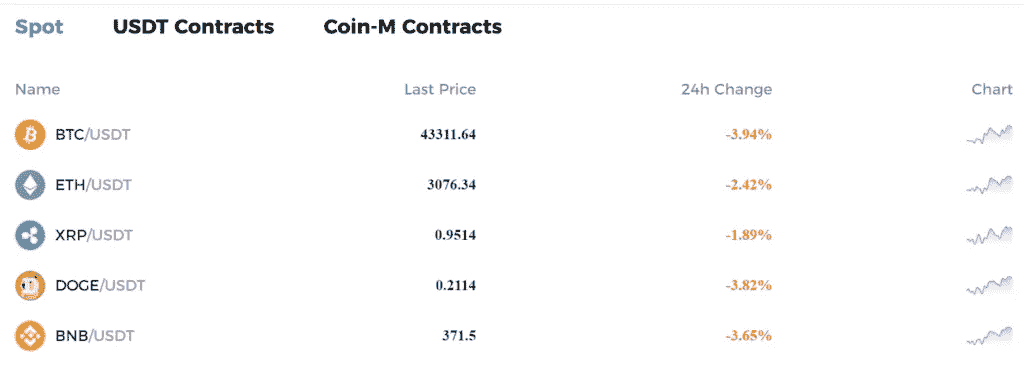 Spot USDT Contracts Coin-M Contracts
Name Last Price 24h Change Chart
BTC/USDT 43311.64 -3.94%
ETH/USDT 3076.34 -2.42%
XRP/USDT 0.9514 -1.89%
DOGE/USDT 0.2114 -3.82%
BNB/USDT 371.5 -3.65%